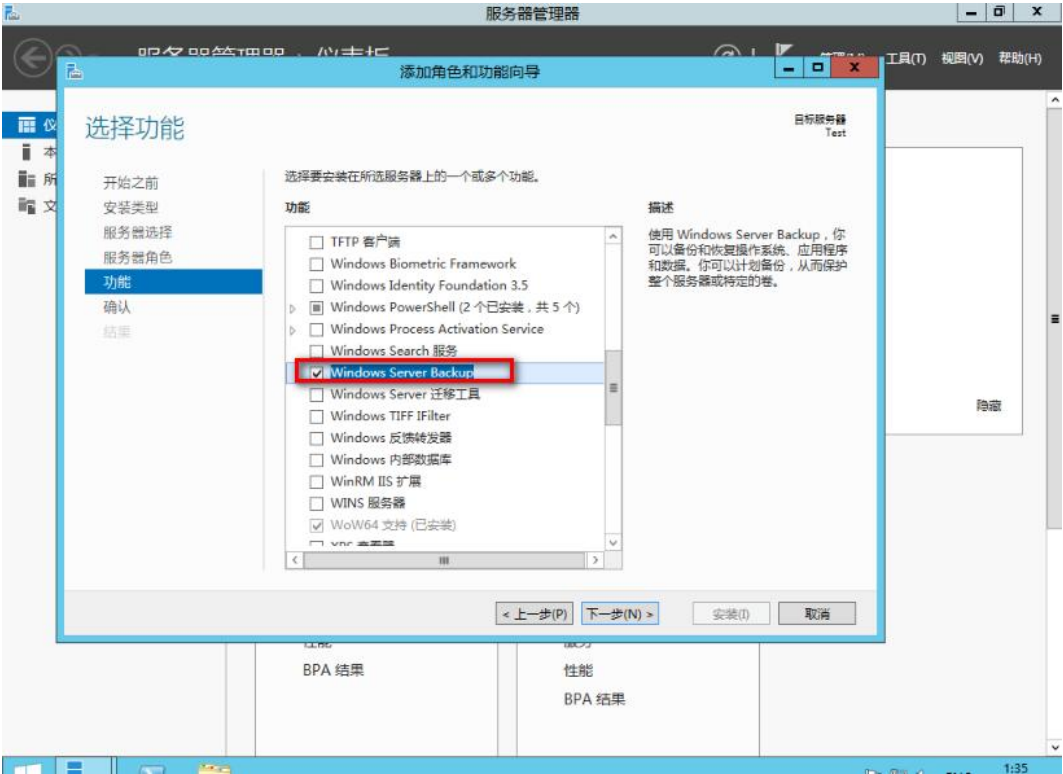 服务器管理器
工具(T) 视图(V) 帮助(H)
添加角色和功能向导
选择功能
目标服务器
Test
开始之前
安装类型
服务器选择
服务器角色
功能
确认
结果
选择要安装在所选服务器上的一个或多个功能。
功能
TFTP 客户端
Windows Biometric Framework
Windows Identity Foundation 3.5
Windows PowerShell (2 个已安装，共 5 个)
Windows Process Activation Service
Windows Search 服务
Windows Server Backup
Windows Server 迁移工具
Windows TIFF IFilter
Windows 反馈转发器
Windows 内部数据库
WinRM IIS 扩展
WINS 服务器
WoW64 支持 (已安装)
描述
使用 Windows Server Backup，你
可以备份和恢复操作系统、应用程序
和数据。你可以计划备份，从而保护
整个服务器或特定的卷。
隐藏
< 上一步(P) 下一步(N) > 安装(I) 取消
BPA 结果
性能
BPA 结果
1:35